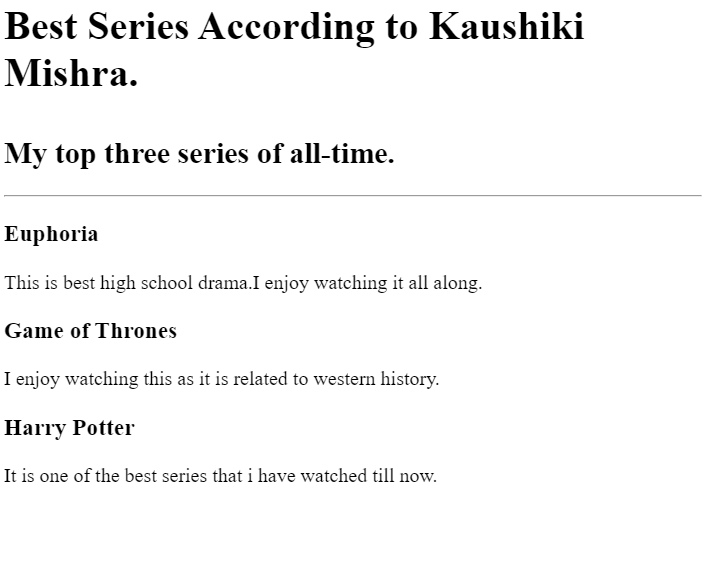 Best Series According to Kaushiki
Mishra.
My top three series of all-time.
Euphoria
This is best high school drama.I enjoy watching it all along.
Game of Thrones
I enjoy watching this as it is related to western history.
Harry Potter
It is one of the best series that i have watched till now.